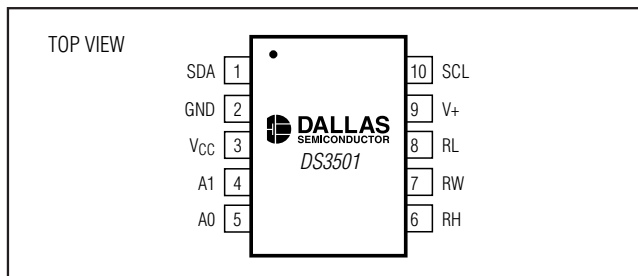 TOP VIEW
SDA 1
GND 2
VCC 3
A1 4
A0 5
10 SCL
9 V+
8 RL
7 RW
6 RH
DALLAS
SEMICONDUCTOR
DS3501